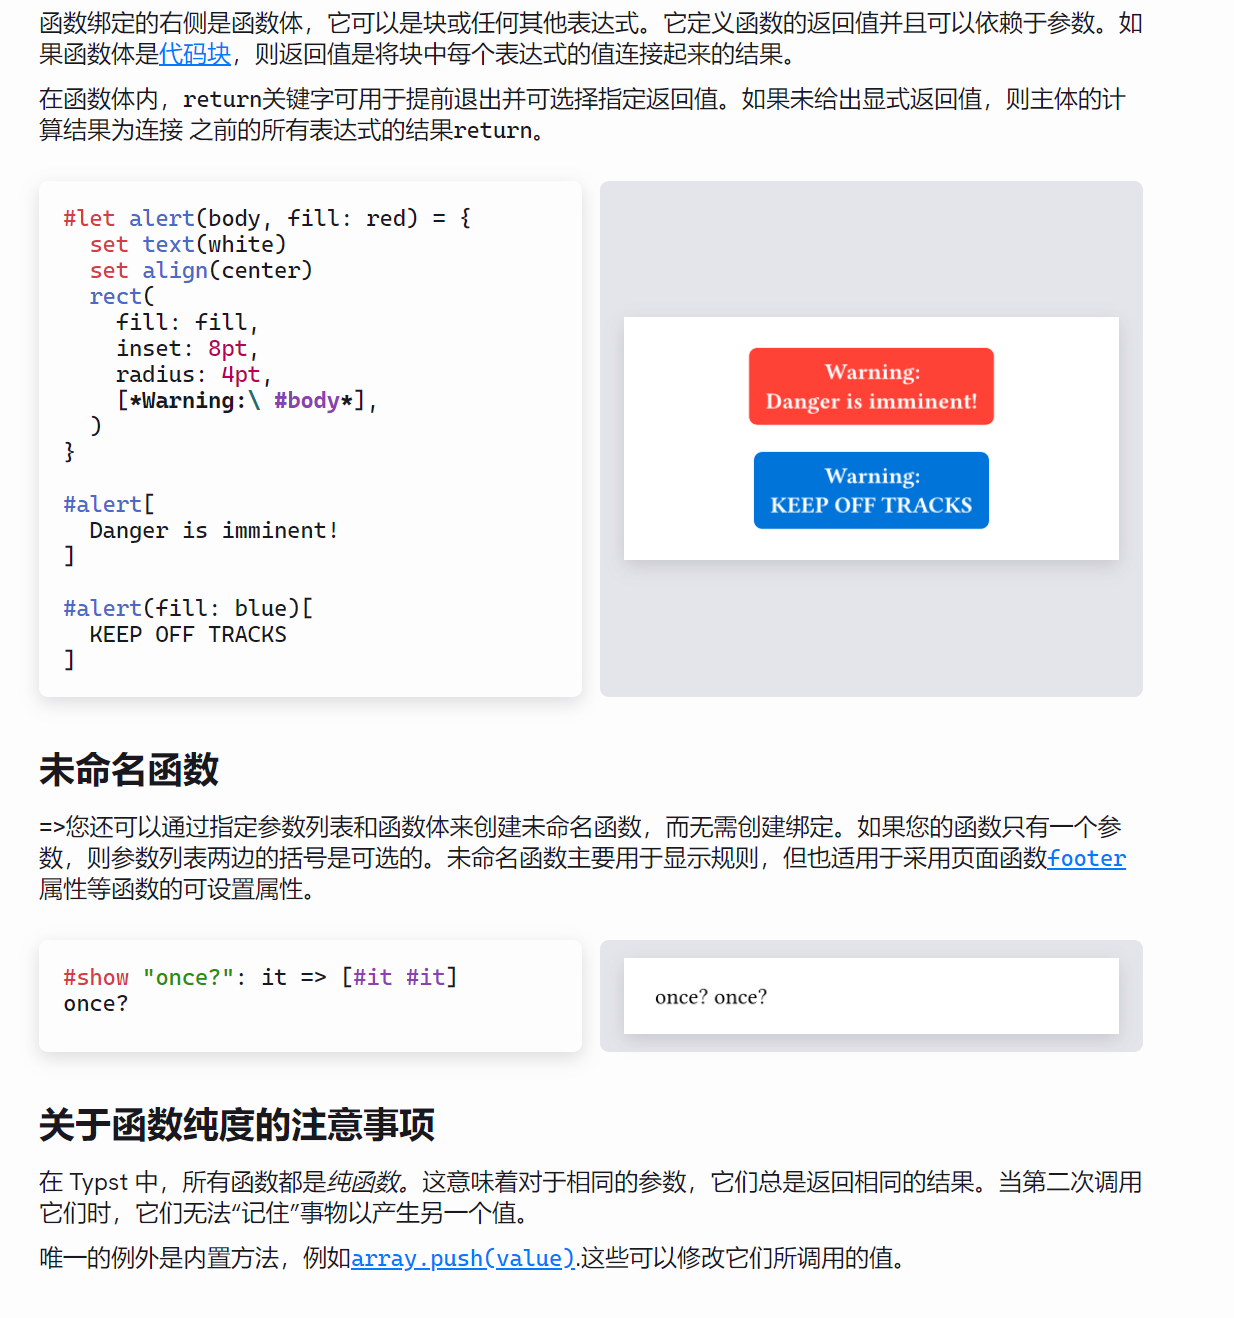 函数绑定的右侧是函数体，它可以是块或任何其他表达式。它定义函数的返回值并且可以依赖于参数。如
果函数体是代码块，则返回值是将块中每个表达式的值连接起来的结果。
在函数体内，return关键字可用于提前退出并可选择指定返回值。如果未给出显式返回值，则主体的计
算结果为连接 之前的所有表达式的结果return。
#let alert(body, fill: red) = {
  set text(white)
  set align(center)
  rect(
    fill: fill,
    inset: 8pt,
    radius: 4pt,
    [*Warning:\ #body*],
  )
}
#alert[
  Danger is imminent!
]
#alert(fill: blue)[
  KEEP OFF TRACKS
]
Warning:
Danger is imminent!
Warning:
KEEP OFF TRACKS
未命名函数
=>您还可以通过指定参数列表和函数体来创建未命名函数，而无需创建绑定。如果您的函数只有一个参
数，则参数列表两边的括号是可选的。未命名函数主要用于显示规则，但也适用于采用页面函数footer
属性等函数的可设置属性。
#show "once?": it => [#it #it]
once?
once? once?
关于函数纯度的注意事项
在 Typst 中，所有函数都是纯函数。这意味着对于相同的参数，它们总是返回相同的结果。当第二次调用
它们时，它们无法“记住”事物以产生另一个值。
唯一的例外是内置方法，例如array.push(value).这些可以修改它们所调用的值。